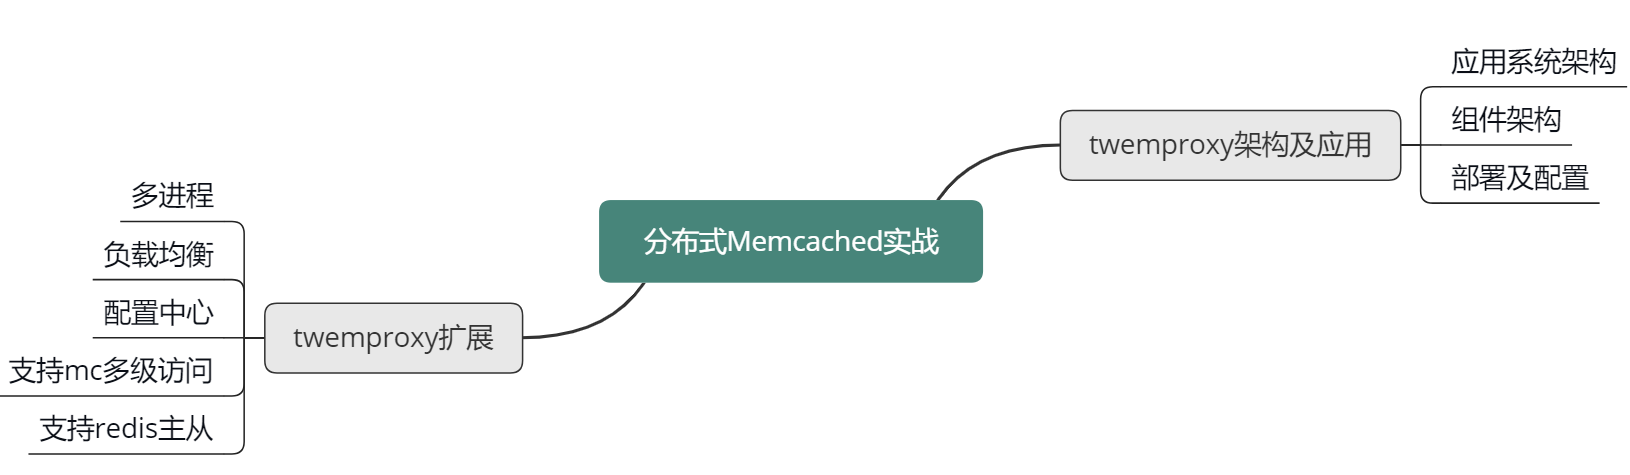 分布式Memcached实战
twemproxy架构及应用
应用系统架构
组件架构
部署及配置
twemproxy扩展
多进程
负载均衡
配置中心
支持mc多级访问
支持redis主从